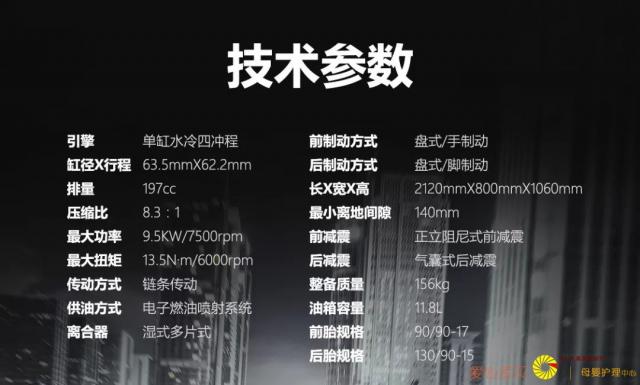 技术参数
引擎 单缸水冷四冲程
缸径X行程 63.5mmX62.2mm
排量 197cc
压缩比 8.3：1
最大功率 9.5KW/7500rpm
最大扭矩 13.5N·m/6000rpm
传动方式 链条传动
供油方式 电子燃油喷射系统
离合器 湿式多片式
前制动方式 盘式/手制动
后制动方式 盘式/脚制动
长X宽X高 2120mmX800mmX1060mm
最小离地间隙 140mm
前减震 正立阻尼式前减震
后减震 气囊式后减震
整备质量 156kg
油箱容量 11.8L
前胎规格 90/90-17
后胎规格 130/90-15
母婴护理中心